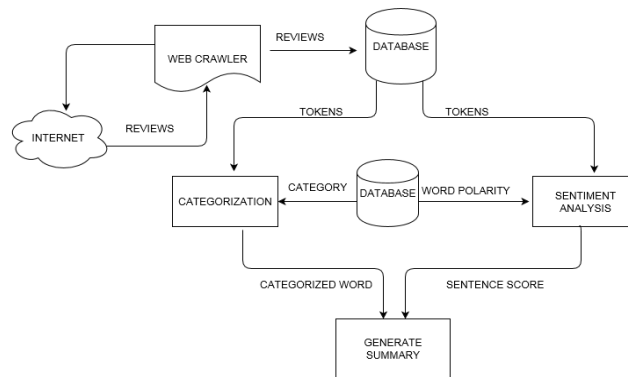 REVIEWS
DATABASE
WEB CRAWLER
INTERNET
REVIEWS
TOKENS
TOKENS
CATEGORY
WORD POLARITY
CATEGORIZATION
DATABASE
SENTIMENT
ANALYSIS
CATEGORIZED WORD
SENTENCE SCORE
GENERATE
SUMMARY